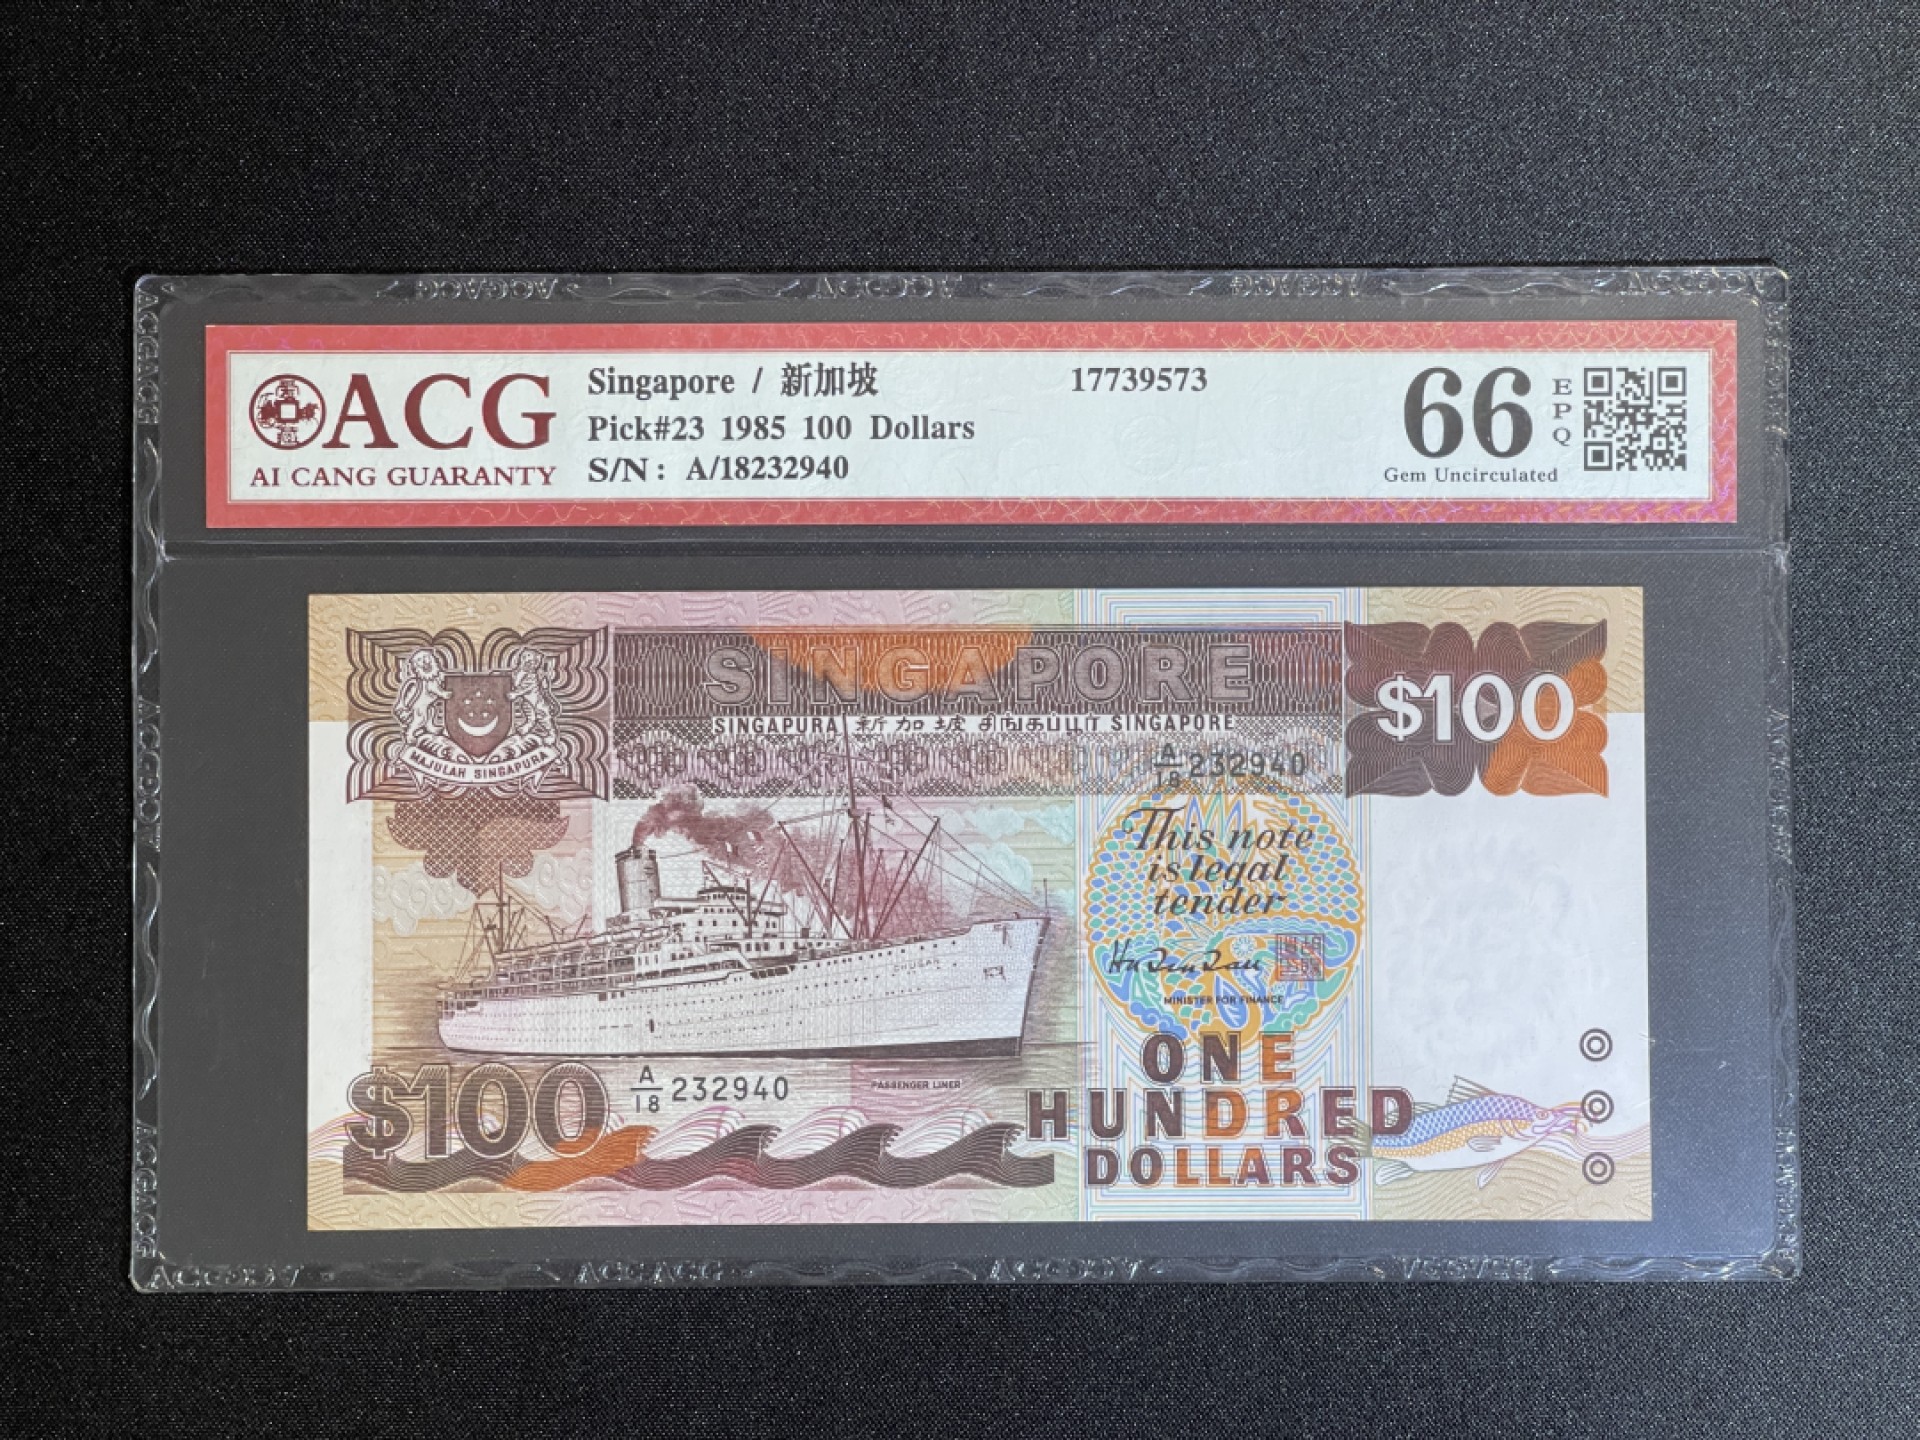 ACG
AI CANG GUARANTY
Singapore / 新加坡
17739573
Pick#23 1985 100 Dollars
S/N: A/18232940
66
EPQ
Gem Uncirculated
SINGAPORE
SINGAPURA 新加坡 சிங்கப்பூர் SINGAPORE
$100
MAJULAH SINGAPURA
A/18 232940
This note
is legal
tender
MINISTER FOR FINANCE
CHUSAN
PASSENGER LINER
$100
A/18 232940
ONE
HUNDRED
DOLLARS